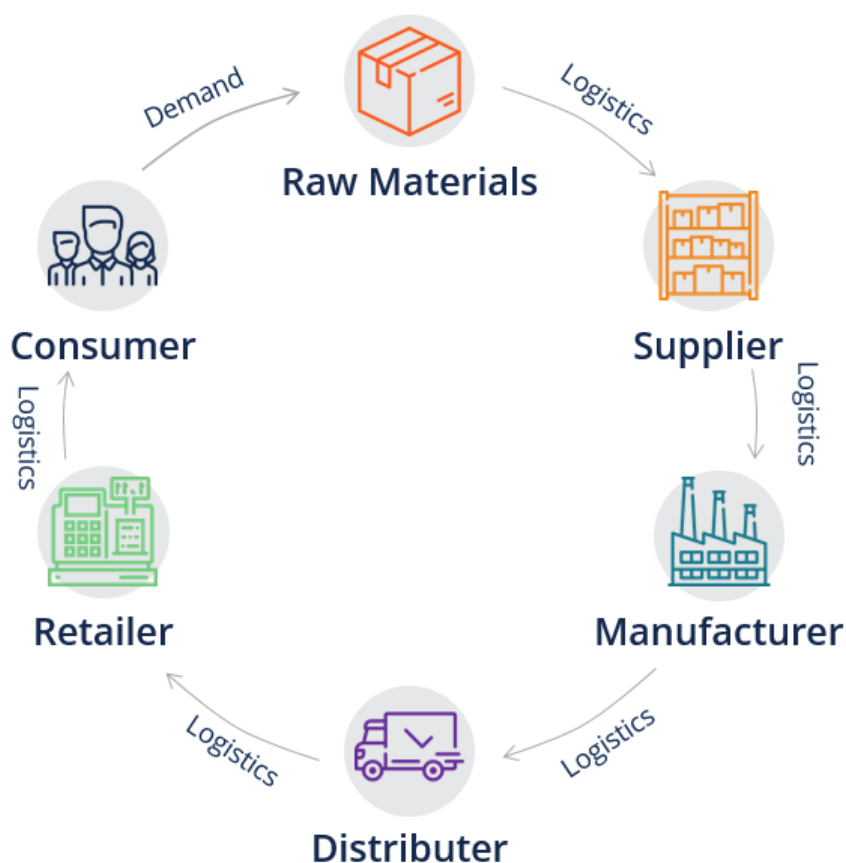 Demand
Logistics
Raw Materials
Consumer
Supplier
Logistics
Logistics
Retailer
Manufacturer
Logistics
Logistics
Distributer